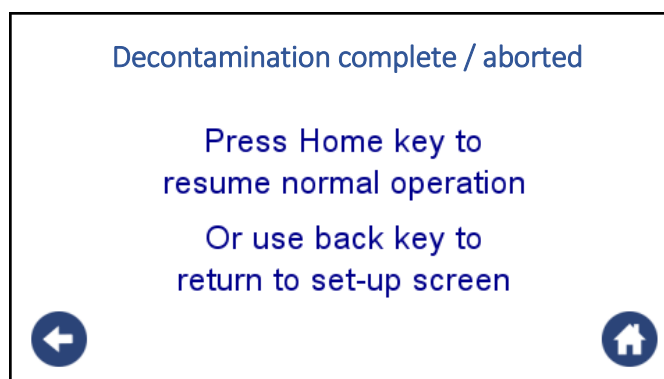 Decontamination complete / aborted
Press Home key to
resume normal operation
Or use back key to
return to set-up screen